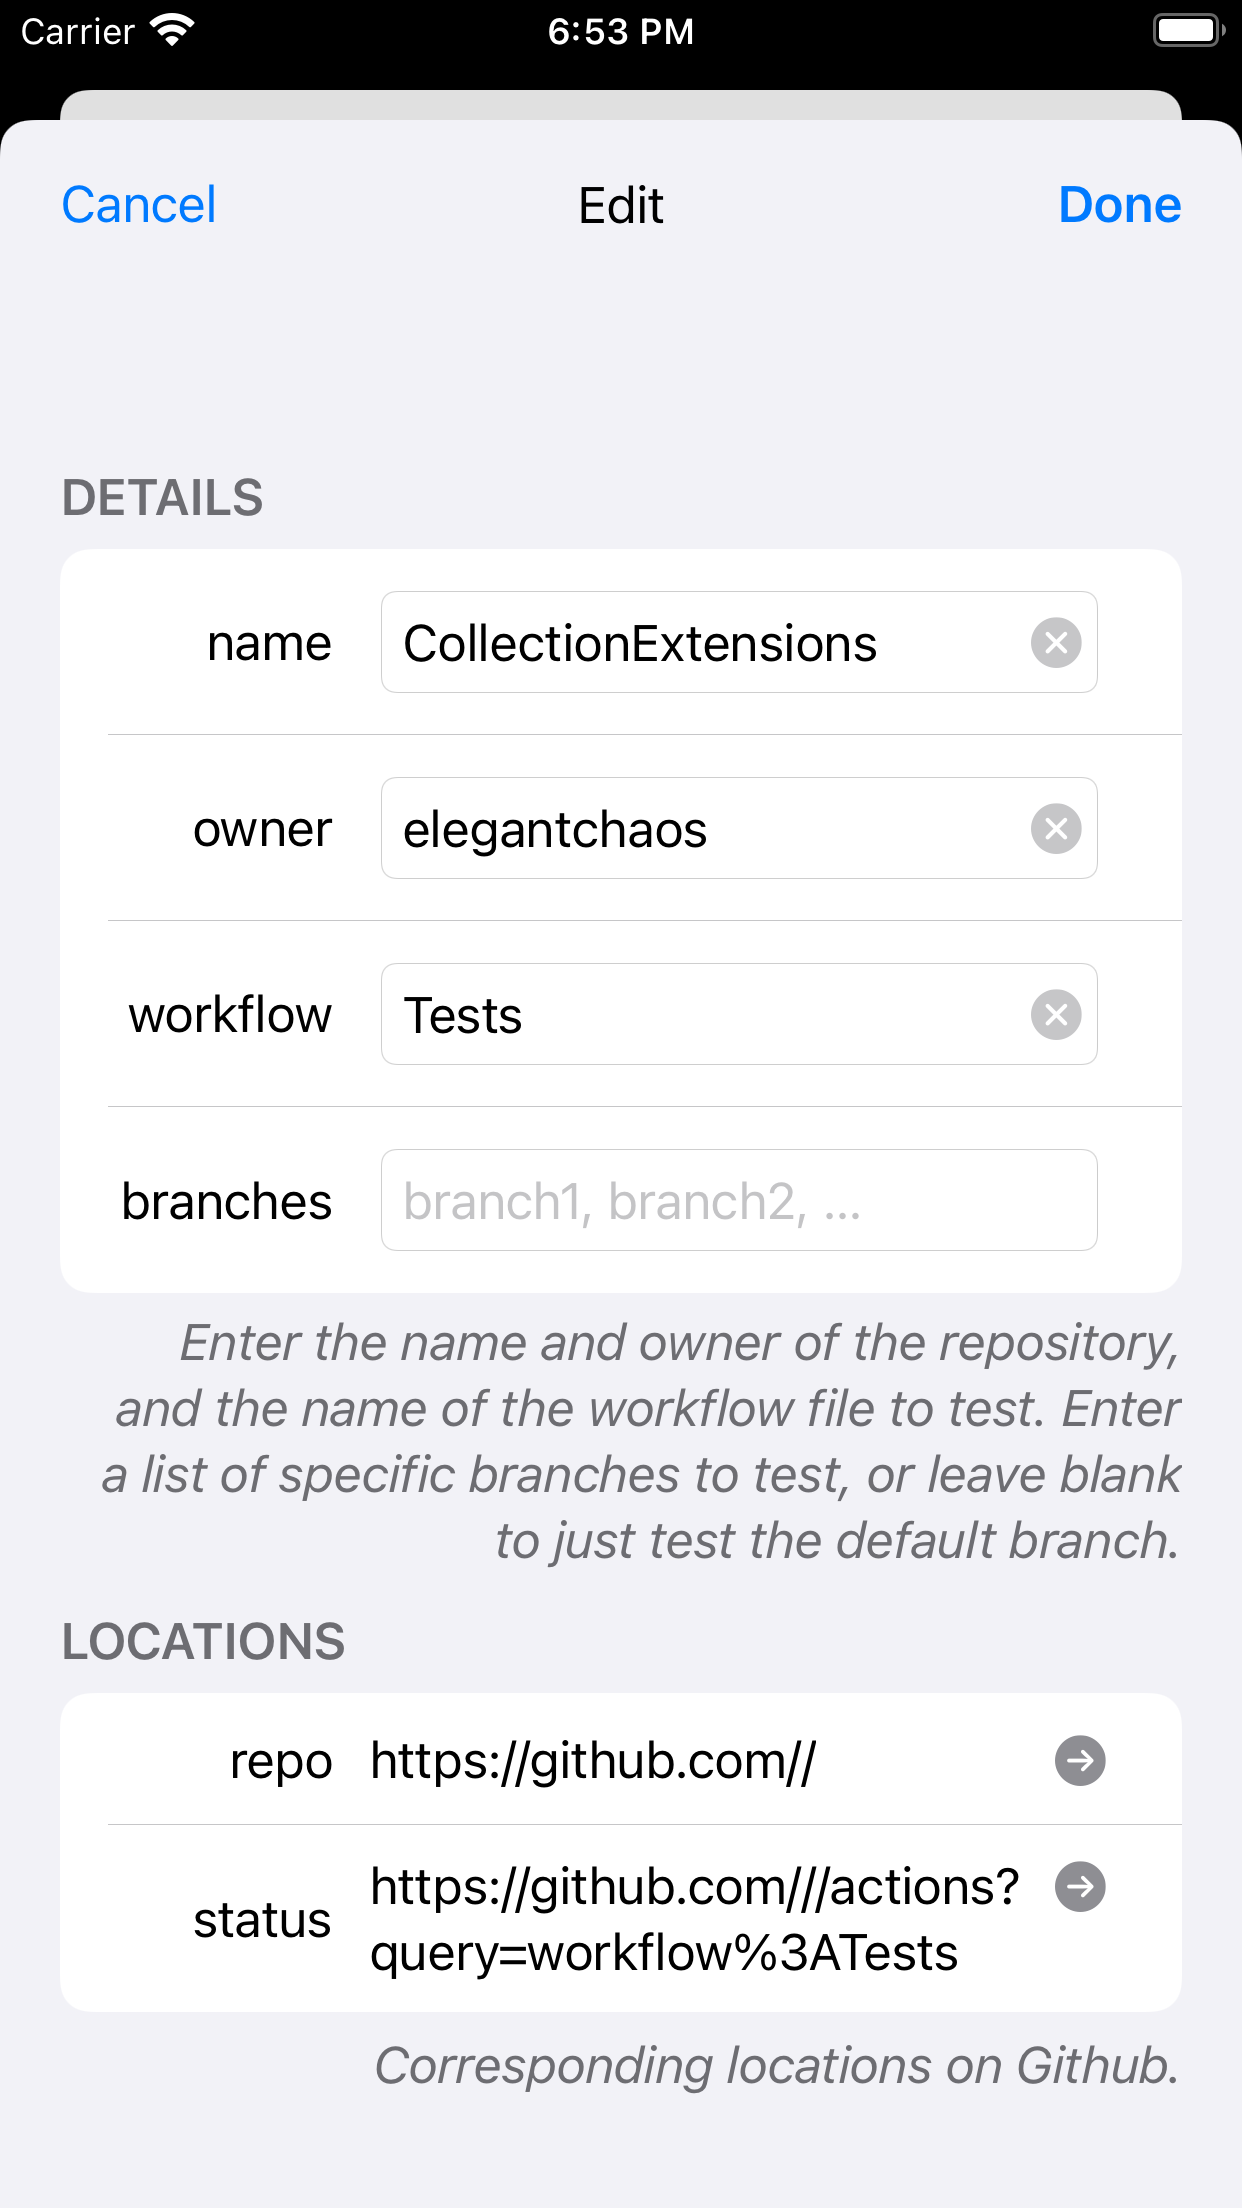 Carrier
6:53 PM
Cancel
Edit
Done
DETAILS
name
CollectionExtensions
owner
elegantchaos
workflow
Tests
branches
branch1, branch2, ...
Enter the name and owner of the repository,
and the name of the workflow file to test. Enter
a list of specific branches to test, or leave blank
to just test the default branch.
LOCATIONS
repo
https://github.com//
status
https://github.com///actions?
query=workflow%3ATests
Corresponding locations on Github.